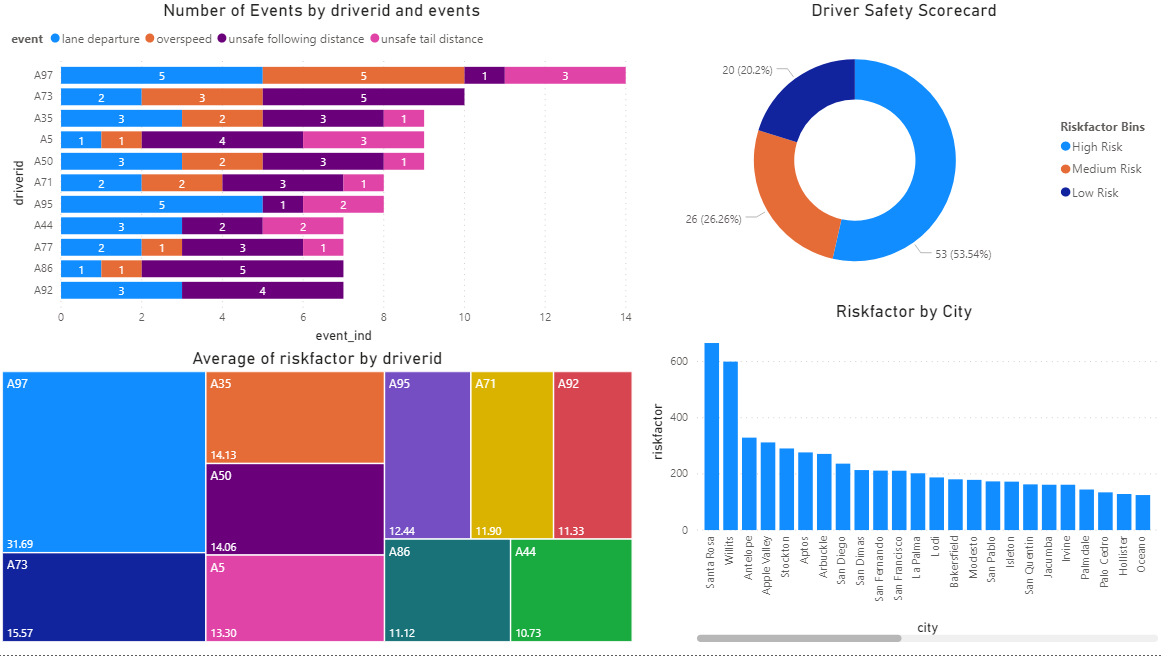 Number of Events by driverid and events
event lane departure overspeed unsafe following distance unsafe tail distance
driverid
A97 5 5 1 3
A73 2 3 5
A35 3 2 3 1
A5 1 1 4 3
A50 3 2 3 1
A71 2 2 3 1
A95 5 1 2
A44 3 2 2
A77 2 1 3 1
A86 1 1 5
A92 3 4
0 2 4 6 8 10 12 14
event_ind
Driver Safety Scorecard
20 (20.2%)
26 (26.26%)
53 (53.54%)
Riskfactor Bins
High Risk
Medium Risk
Low Risk
Average of riskfactor by driverid
A97
31.69
A73
15.57
A35
14.13
A50
14.06
A5
13.30
A95
12.44
A71
11.90
A92
11.33
A86
11.12
A44
10.73
Riskfactor by City
riskfactor
600
400
200
0
Santa Rosa
Willits
Antelope
Apple Valley
Stockton
Aptos
Arbuckle
San Diego
San Dimas
San Fernando
San Francisco
La Palma
Lodi
Bakersfield
Modesto
San Pablo
Isleton
San Quentin
Jacumba
Irvine
Palmdale
Palo Cedro
Hollister
Oceano
city